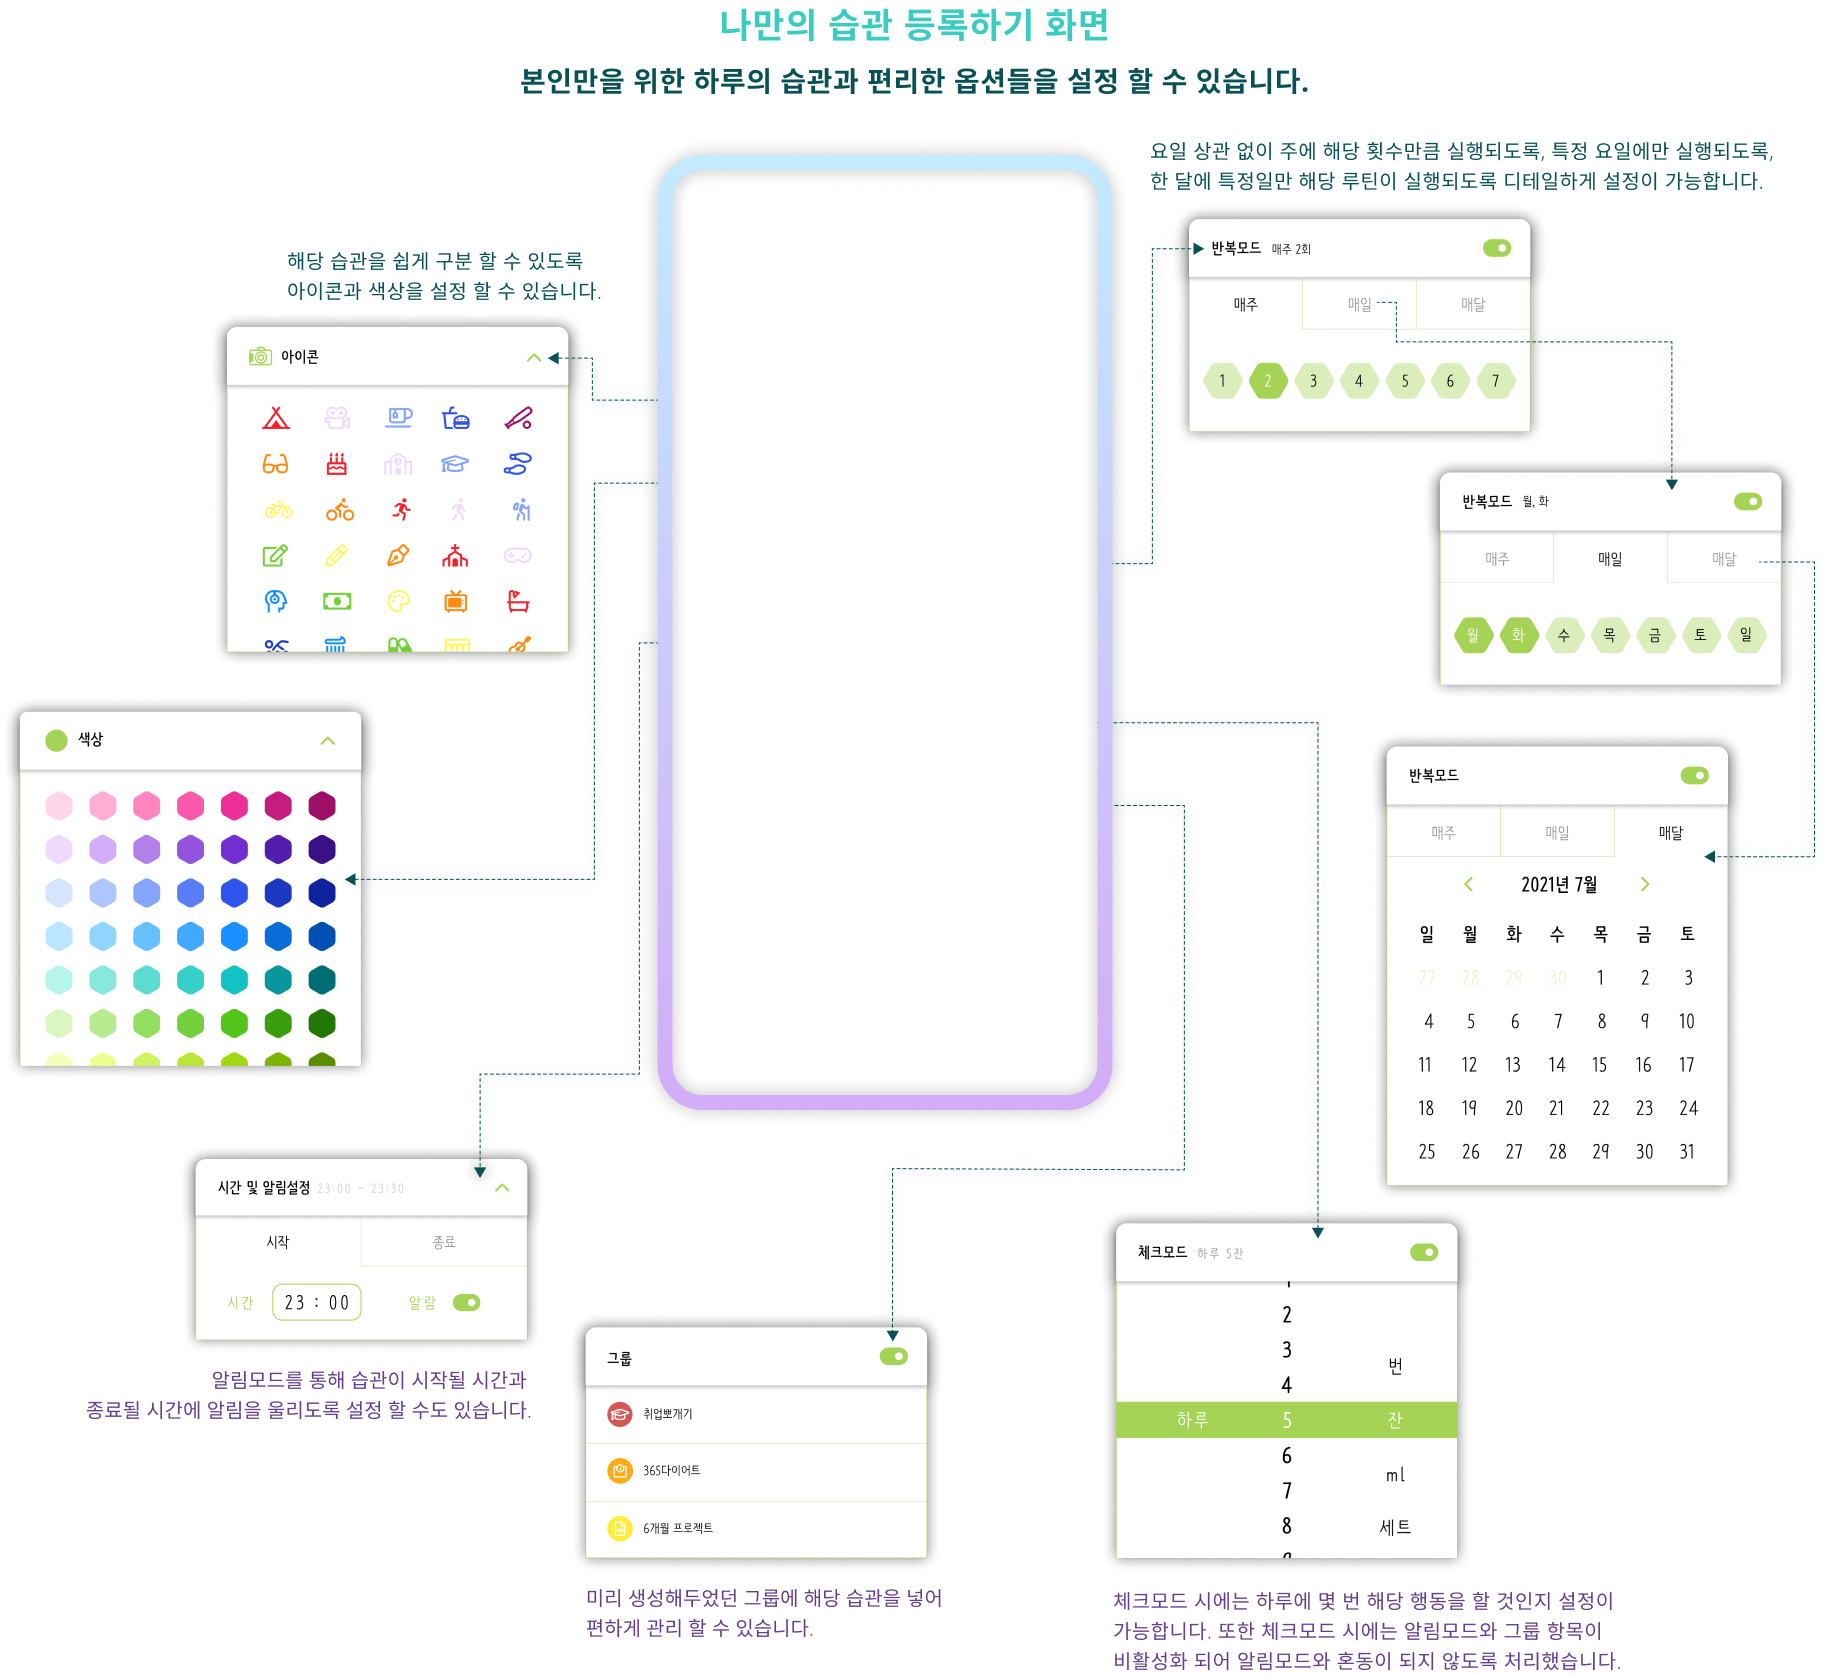 나만의 습관 등록하기 화면
본인만을 위한 하루의 습관과 편리한 옵션들을 설정 할 수 있습니다.
요일 상관 없이 주에 해당 횟수만큼 실행되도록, 특정 요일에만 실행되도록,
한 달에 특정일만 해당 루틴이 실행되도록 디테일하게 설정이 가능합니다.
반복모드 매주 2회
매주 매일 매달
1 2 3 4 5 6 7
해당 습관을 쉽게 구분 할 수 있도록
아이콘과 색상을 설정 할 수 있습니다.
아이콘
반복모드 월, 화
매주 매일 매달
월 화 수 목 금 토 일
색상
반복모드
매주 매일 매달
2021년 7월
일 월 화 수 목 금 토
27 28 29 30 1 2 3
4 5 6 7 8 9 10
11 12 13 14 15 16 17
18 19 20 21 22 23 24
25 26 27 28 29 30 31
시간 및 알림설정 23:00 ~ 23:30
시작 종료
시간 23 : 00 알람
알림모드를 통해 습관이 시작될 시간과
종료될 시간에 알림을 울리도록 설정 할 수도 있습니다.
그룹
취업뽀개기
365다이어트
6개월 프로젝트
미리 생성해두었던 그룹에 해당 습관을 넣어
편하게 관리 할 수 있습니다.
체크모드 하루 5잔
2
3
번
4
하루 5 잔
6
ml
7
8 세트
체크모드 시에는 하루에 몇 번 해당 행동을 할 것인지 설정이
가능합니다. 또한 체크모드 시에는 알림모드와 그룹 항목이
비활성화 되어 알림모드와 혼동이 되지 않도록 처리했습니다.